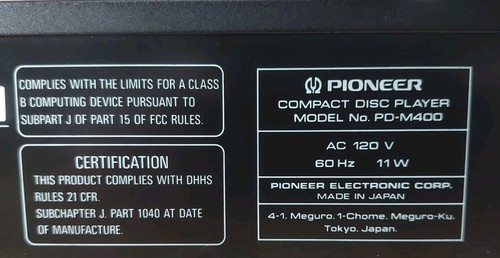 COMPLIES WITH THE LIMITS FOR A CLASS
B COMPUTING DEVICE PURSUANT TO
SUBPART J OF PART 15 OF FCC RULES.
CERTIFICATION
THIS PRODUCT COMPLIES WITH DHHS
RULES 21 CFR.
SUBCHAPTER J. PART 1040 AT DATE
OF MANUFACTURE.
PIONEER
COMPACT DISC PLAYER
MODEL No. PD-M400
AC 120 V
60 Hz 11 W
PIONEER ELECTRONIC CORP.
MADE IN JAPAN
4-1. Meguro. 1-Chome. Meguro-Ku.
Tokyo. Japan.